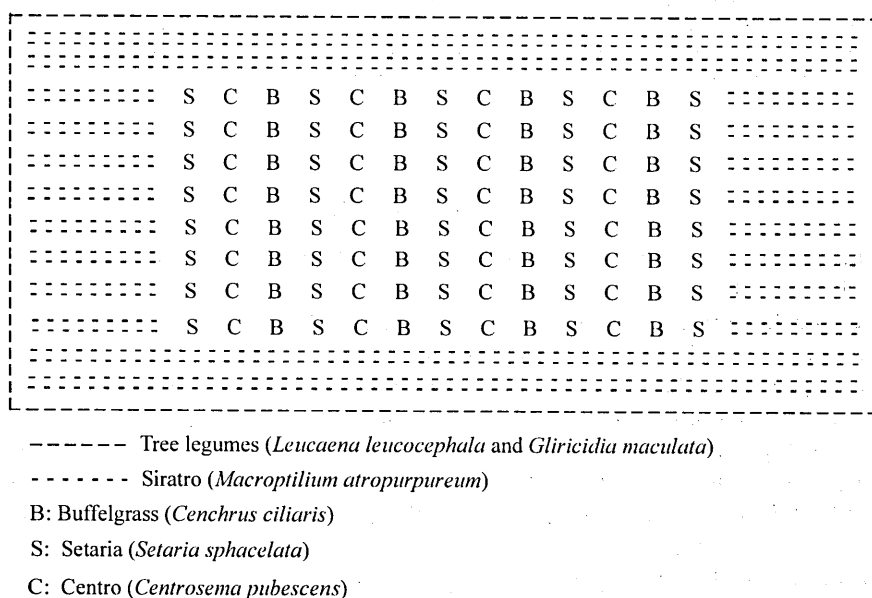 S C B S C B S C B S C B S
S C B S C B S C B S C B S
S C B S C B S C B S C B S
S C B S C B S C B S C B S
S C B S C B S C B S C B S
S C B S C B S C B S C B S
S C B S C B S C B S C B S
S C B S C B S C B S C B S
Tree legumes (Leucaena leucocephala and Gliricidia maculata)
Siratro (Macroptilium atropurpureum)
B: Buffelgrass (Cenchrus ciliaris)
S: Setaria (Setaria sphacelata)
C: Centro (Centrosema pubescens)